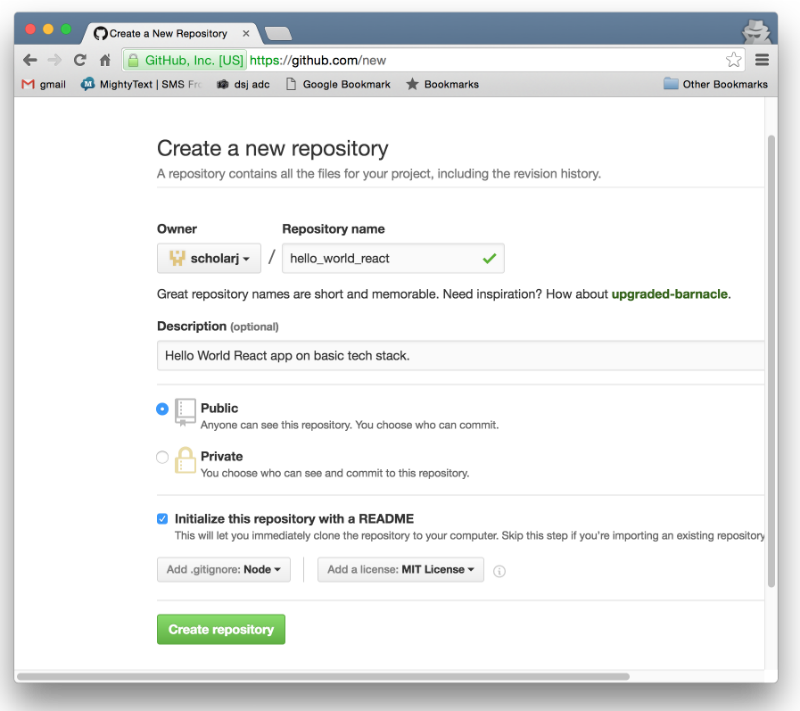 Create a New Repository
GitHub, Inc. [US] https://github.com/new
gmail MightyText | SMS Fr dsj adc Google Bookmark Bookmarks Other Bookmarks
Create a new repository
A repository contains all the files for your project, including the revision history.
Owner Repository name
scholarj / hello_world_react
Great repository names are short and memorable. Need inspiration? How about upgraded-barnacle.
Description (optional)
Hello World React app on basic tech stack.
Public
Anyone can see this repository. You choose who can commit.
Private
You choose who can see and commit to this repository.
Initialize this repository with a README
This will let you immediately clone the repository to your computer. Skip this step if you're importing an existing repository
Add .gitignore: Node Add a license: MIT License
Create repository